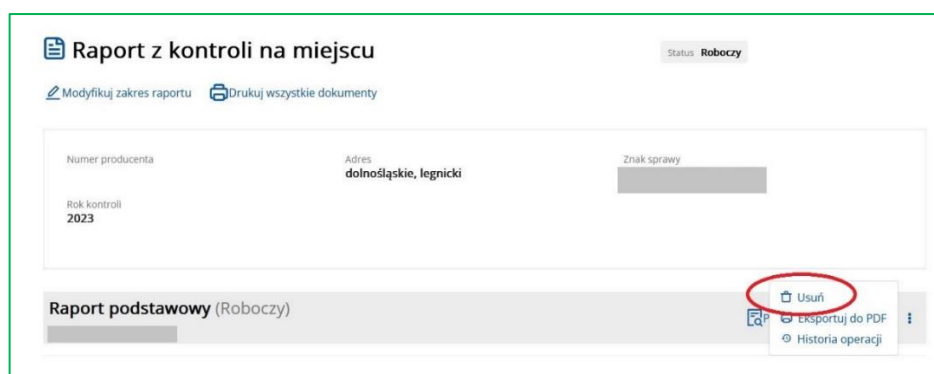 Raport z kontroli na miejscu
Status Roboczy
Modyfikuj zakres raportu Drukuj wszystkie dokumenty
Numer producenta Adres Znak sprawy
dolnośląskie, legnicki
Rok kontroli
2023
Usuń
Raport podstawowy (Roboczy)
P Eksportuj do PDF
Historia operacji